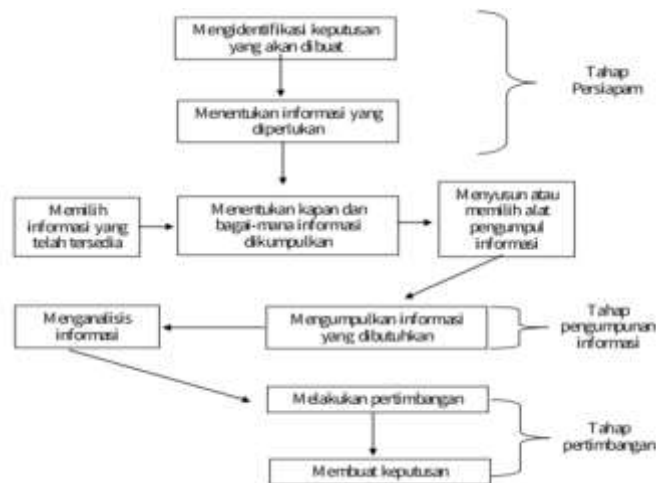 Mengidentifikasi keputusan
yang akan dibuat
Tahap
Persiapam
Menentukan informasi yang
diperlukan
Memilih
informasi yang
telah tersedia
Menentukan kapan dan
bagai-mana informasi
dikumpulkan
Menyusun atau
memilih alat
pengumpul
informasi
Menganalisis
informasi
Mengumpulkan informasi
yang dibutuhkan
Tahap
pengumpunan
informasi
Melakukan pertimbangan
Tahap
pertimbangan
Membuat keputusan